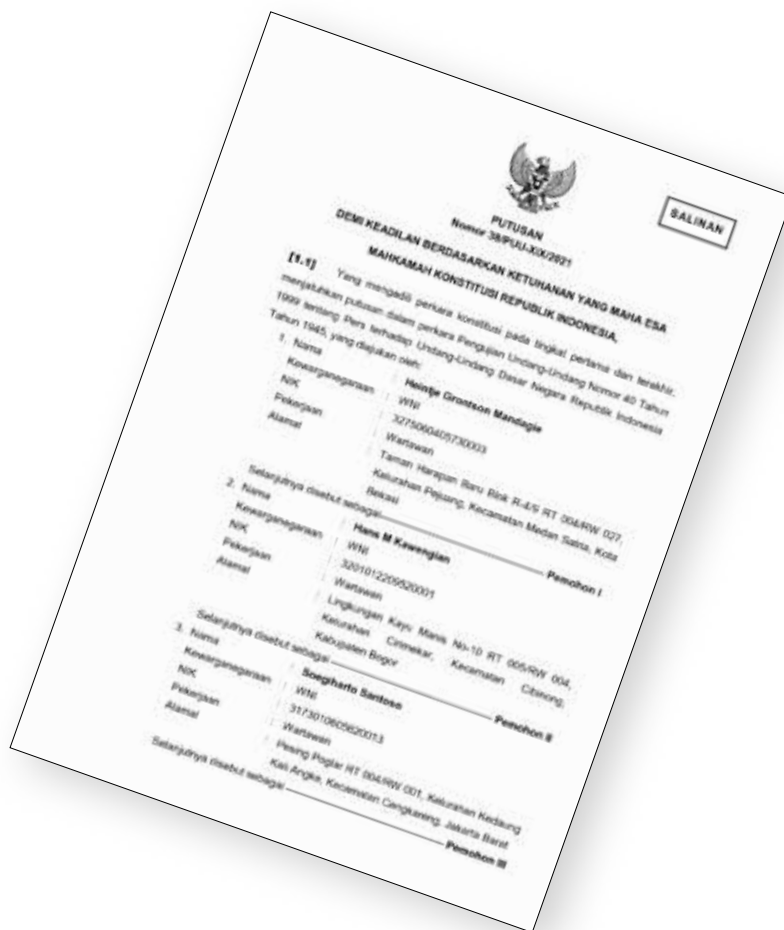 SALINAN
PUTUSAN
Nomor 38/PUU-XIX/2021
DEMI KEADILAN BERDASARKAN KETUHANAN YANG MAHA ESA
MAHKAMAH KONSTITUSI REPUBLIK INDONESIA,
[1.1] Yang mengadili perkara konstitusi pada tingkat pertama dan terakhir,
menjatuhkan putusan dalam perkara Pengujian Undang-Undang Nomor 40 Tahun
1999 tentang Pers terhadap Undang-Undang Dasar Negara Republik Indonesia
Tahun 1945, yang diajukan oleh:
1. Nama : Heintje Grontson Mandagie
Kewarganegaraan : WNI
NIK : 3275060405730003
Pekerjaan : Wartawan
Alamat : Taman Harapan Baru Blok R-4/9 RT 004/RW 027,
Kelurahan Pejuang, Kecamatan Medan Satria, Kota
Bekasi
Selanjutnya disebut sebagai Pemohon I
2. Nama : Hans M Kawengian
Kewarganegaraan : WNI
NIK : 3201012209620001
Pekerjaan : Wartawan
Alamat : Lingkungan Kayu Manis No-10 RT 005/RW 004,
Kelurahan Cirimekar, Kecamatan Cibinong,
Kabupaten Bogor
Selanjutnya disebut sebagai Pemohon II
3. Nama : Soegiharto Santoso
Kewarganegaraan : WNI
NIK : 3173010605620013
Pekerjaan : Wartawan
Alamat : Pesing Poglar RT 004/RW 001, Kelurahan Kedaung
Kali Angke, Kecamatan Cengkareng, Jakarta Barat
Selanjutnya disebut sebagai Pemohon III